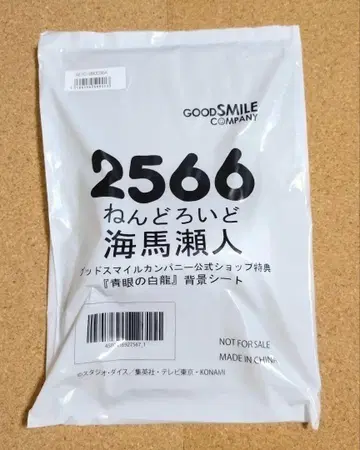 GOODSMILE
COMPANY
2566
ねんどろいど
海馬瀬人
グッドスマイルカンパニー公式ショップ特典
『青眼の白龍』背景シート
NOT FOR SALE
MADE IN CHINA
©スタジオ・ダイス／集英社・テレビ東京・KONAMI